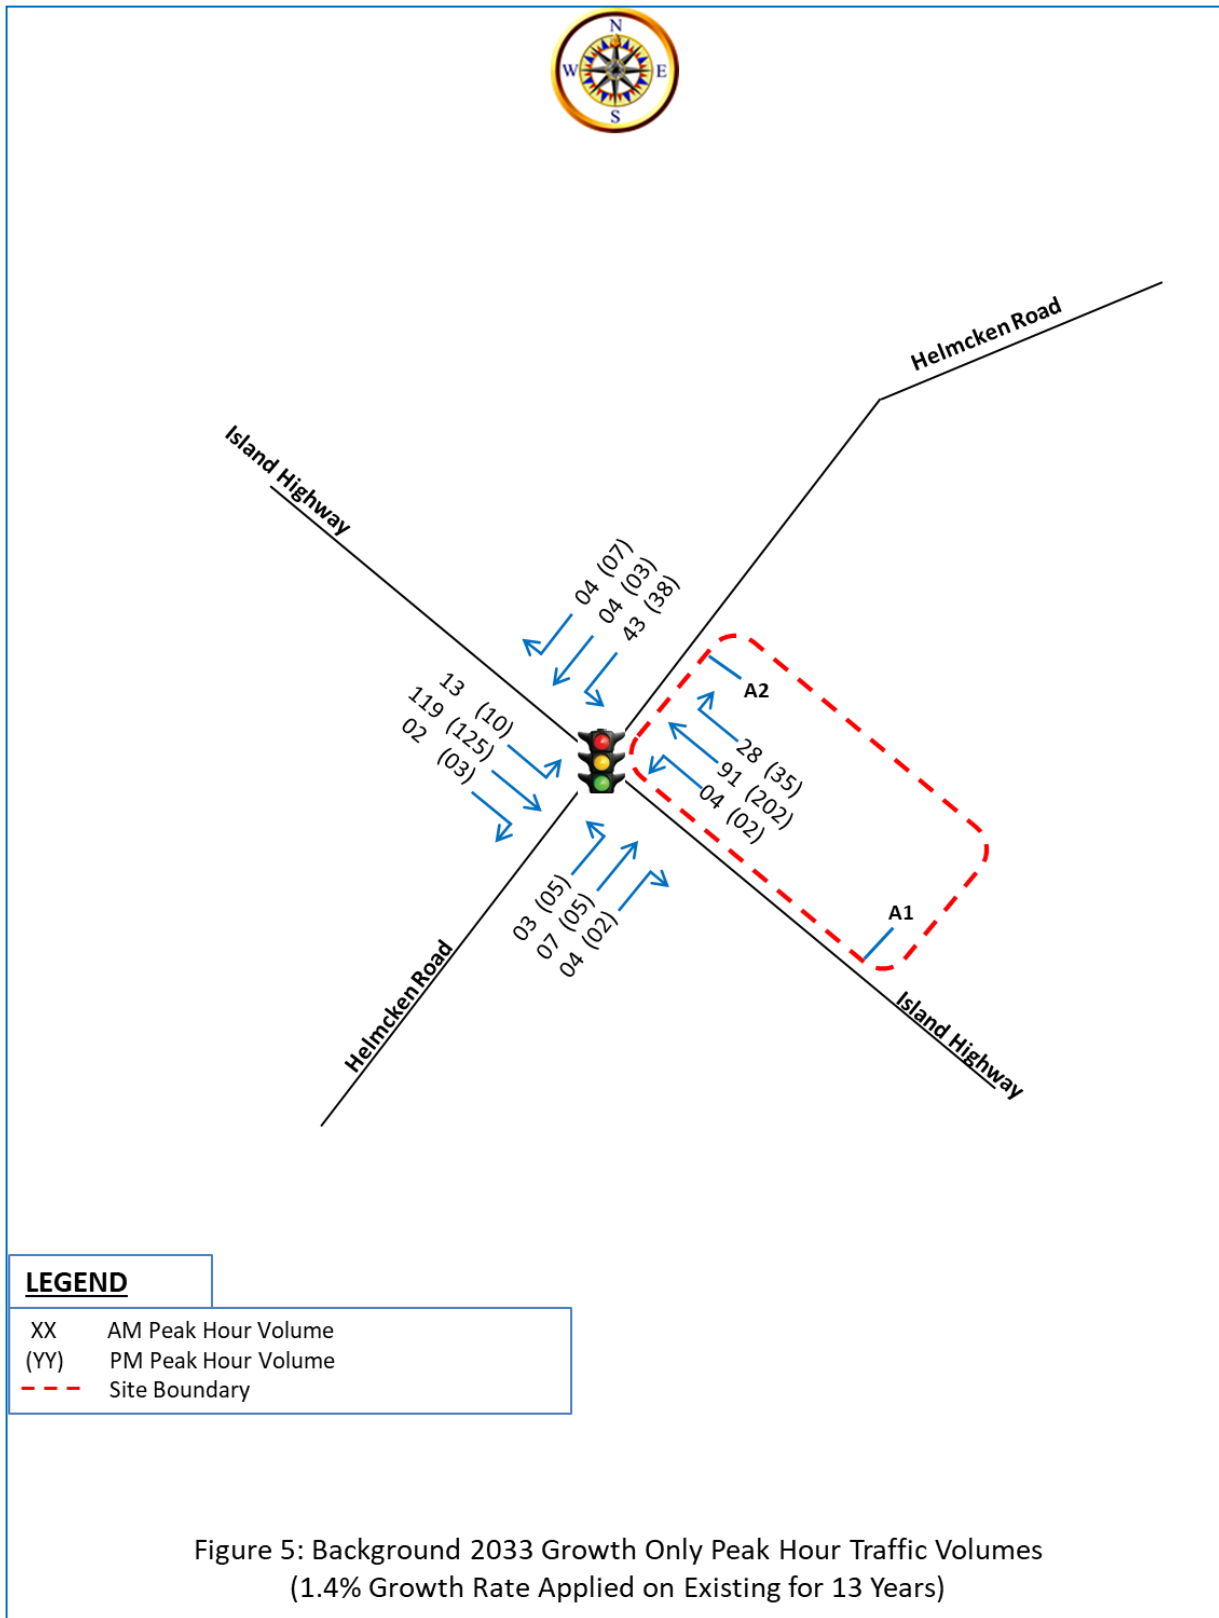 N
W E
S
Helmcken Road
Island Highway
04 (07)
04 (03)
43 (38)
13 (10)
119 (125)
02 (03)
A2
28 (35)
91 (202)
04 (02)
03 (05)
07 (05)
04 (02)
A1
Helmcken Road
Island Highway
LEGEND
XX AM Peak Hour Volume
(YY) PM Peak Hour Volume
Site Boundary
Figure 5: Background 2033 Growth Only Peak Hour Traffic Volumes
(1.4% Growth Rate Applied on Existing for 13 Years)